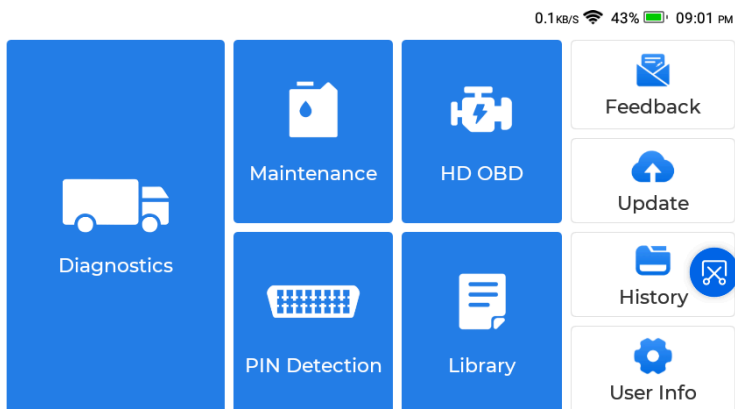 0.1KB/S 43% 09:01 PM
Diagnostics
Maintenance
HD OBD
PIN Detection
Library
Feedback
Update
History
User Info